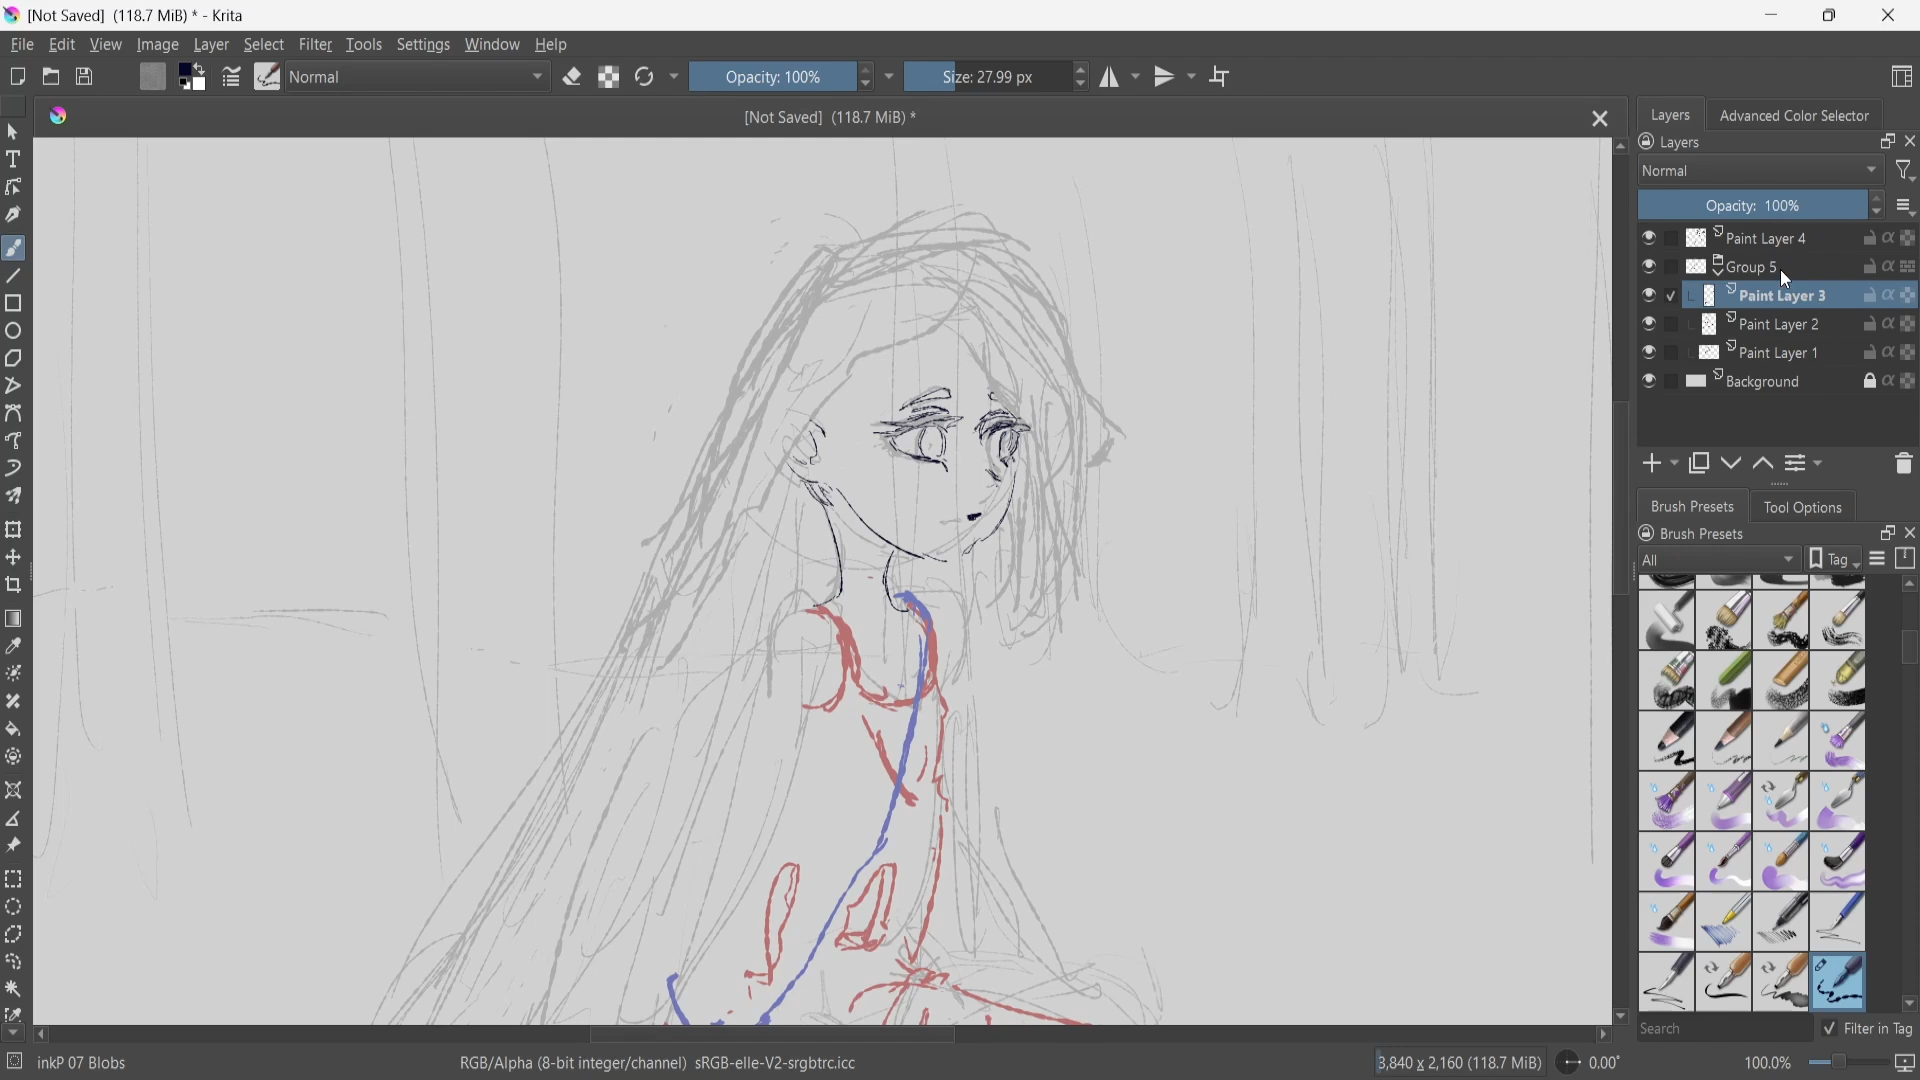 [Not Saved] (118.7 MiB) * - Krita
File Edit View Image Layer Select Filter Tools Settings Window Help
Normal Opacity: 100% Size: 27.99 px
[Not Saved] (118.7 MiB) *
Layers Advanced Color Selector
Layers
Normal
Opacity: 100%
Paint Layer 4
Group 5
Paint Layer 3
Paint Layer 2
Paint Layer 1
Background
Brush Presets Tool Options
Brush Presets
All Tag
Search Filter in Tag
inkP 07 Blobs RGB/Alpha (8-bit integer/channel) sRGB-elle-V2-srgbtrc.icc 3,840 x 2,160 (118.7 MiB) 0.00° 100.0%